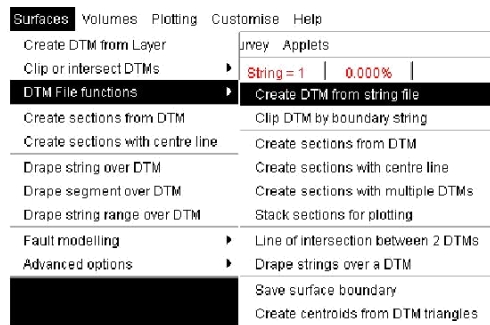 Surfaces Volumes Plotting Customise Help
Create DTM from Layer
urvey Applets
Clip or intersect DTMs
String = 1 0.000%
DTM File functions
Create DTM from string file
Create sections from DTM
Clip DTM by boundary string
Create sections with centre line
Create sections from DTM
Drape string over DTM
Create sections with centre line
Drape segment over DTM
Create sections with multiple DTMs
Drape string range over DTM
Stack sections for plotting
Fault modelling
Line of intersection between 2 DTMs
Advanced options
Drape strings over a DTM
Save surface boundary
Create centroids from DTM triangles